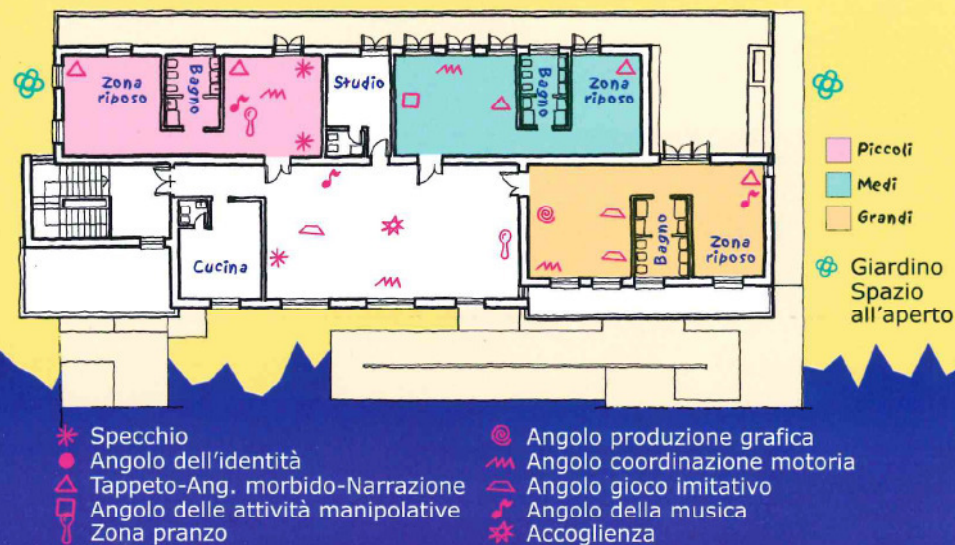 Zona
riposo
Bagno
Studio
Bagno
Zona
riposo
Piccoli
Medi
Grandi
Cucina
Bagno
Zona
riposo
Giardino
Spazio
all'aperto
Specchio
Angolo dell'identità
Tappeto-Ang. morbido-Narrazione
Angolo delle attività manipolative
Zona pranzo
Angolo produzione grafica
Angolo coordinazione motoria
Angolo gioco imitativo
Angolo della musica
Accoglienza